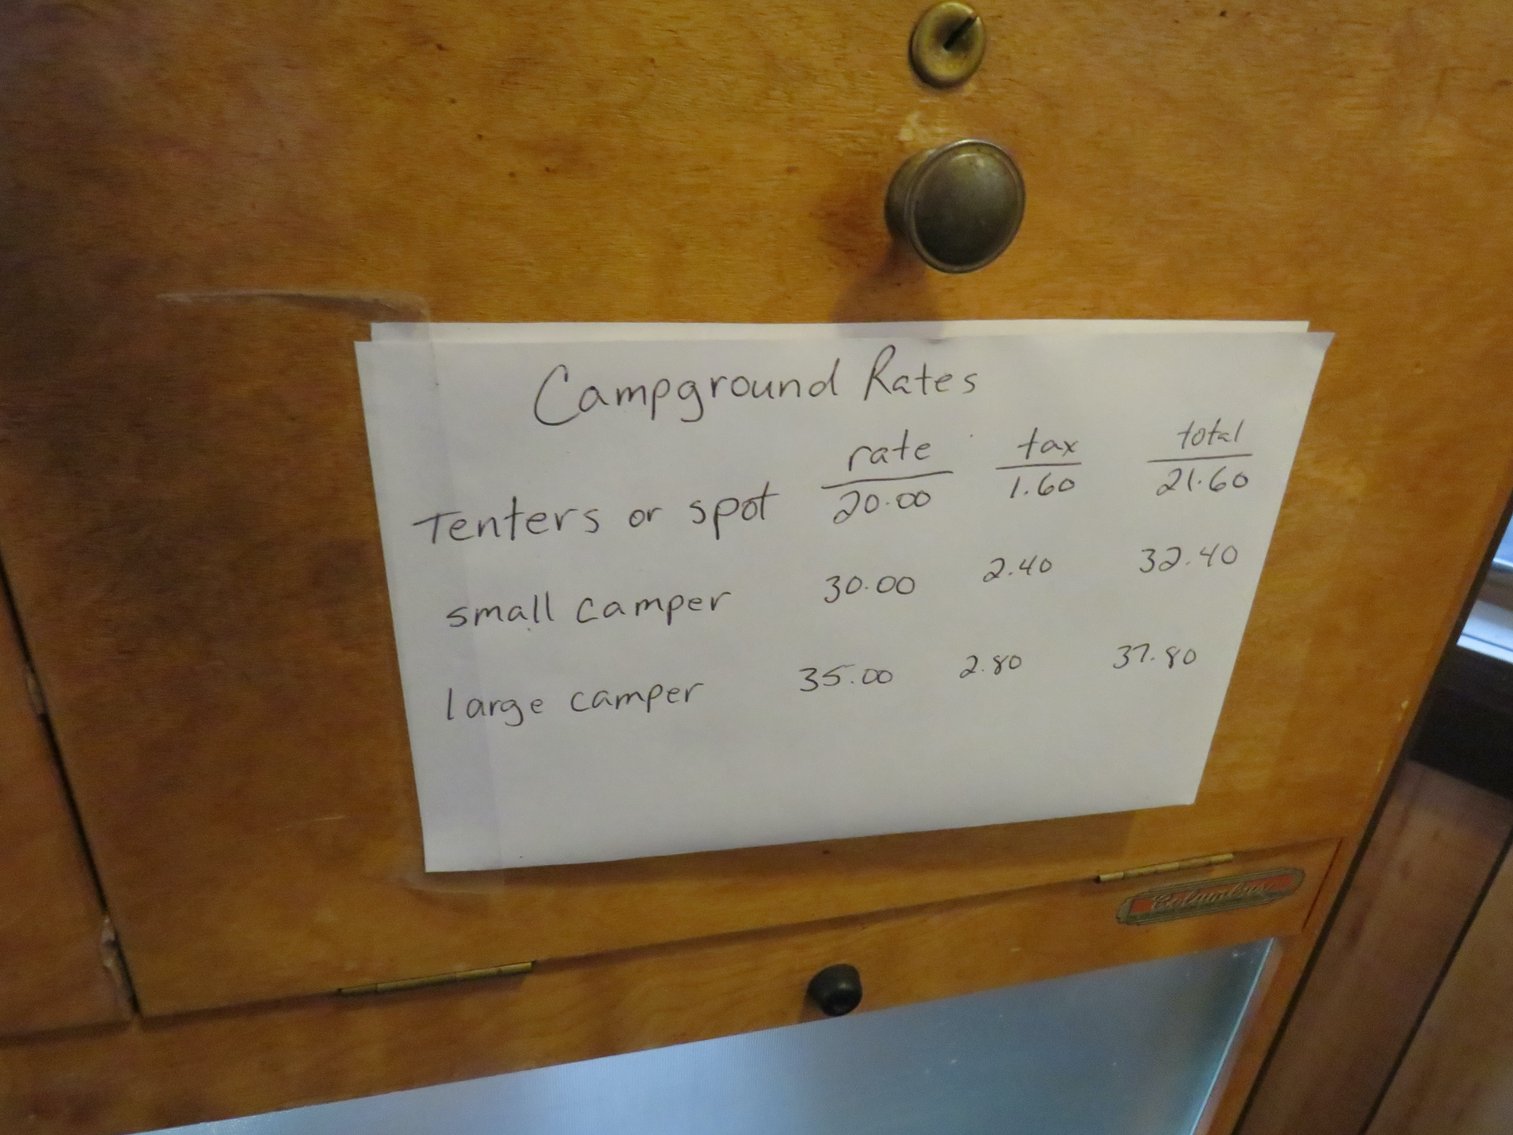 Campground Rates
rate tax total
Tenters or spot 20.00 1.60 21.60
small camper 30.00 2.40 32.40
large camper 35.00 2.80 37.80
Columbus